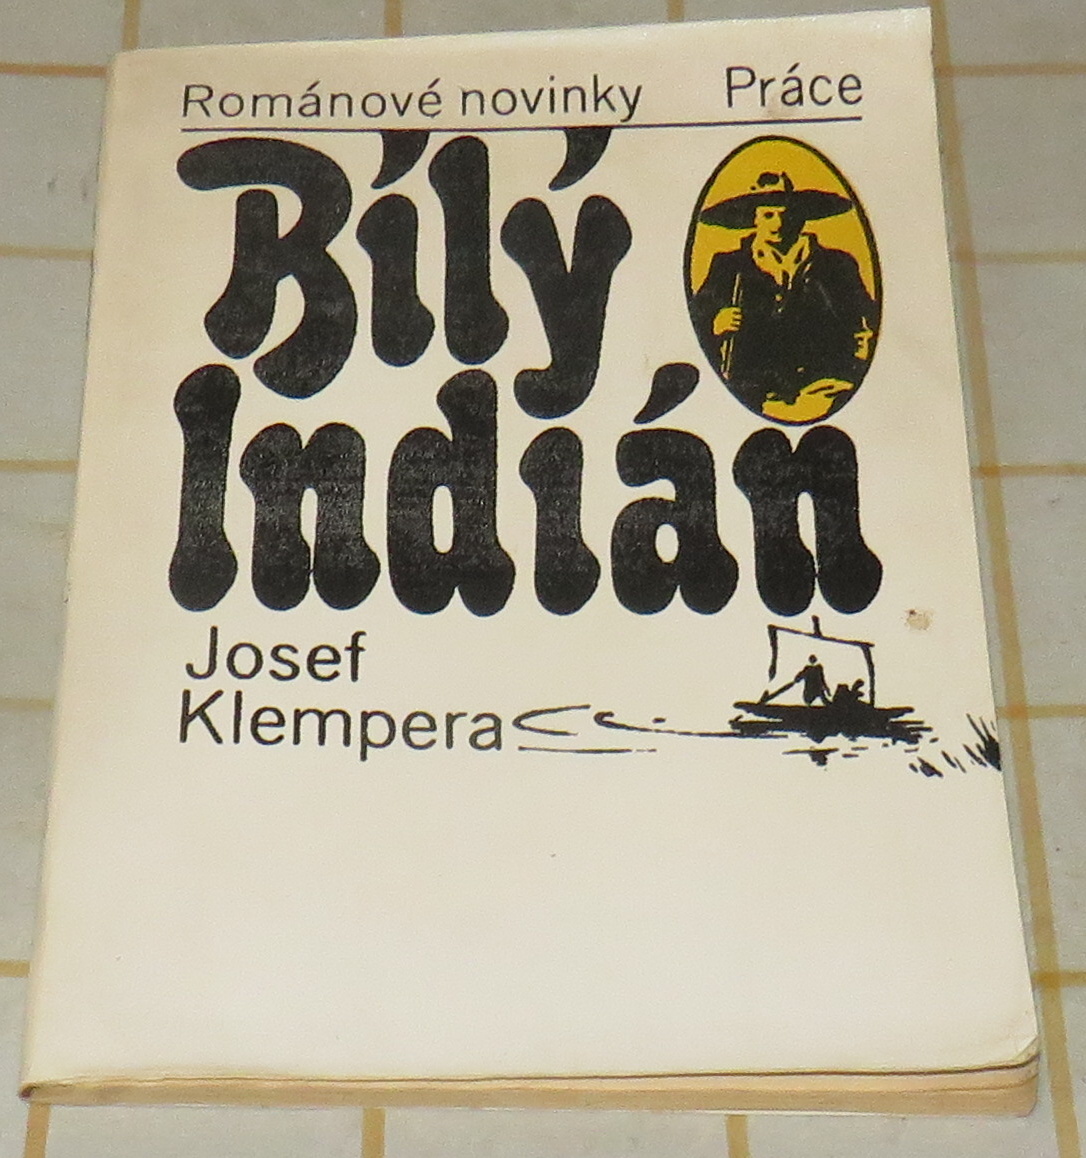 Románové novinky Práce
Bílý
Indián
Josef
Klempera